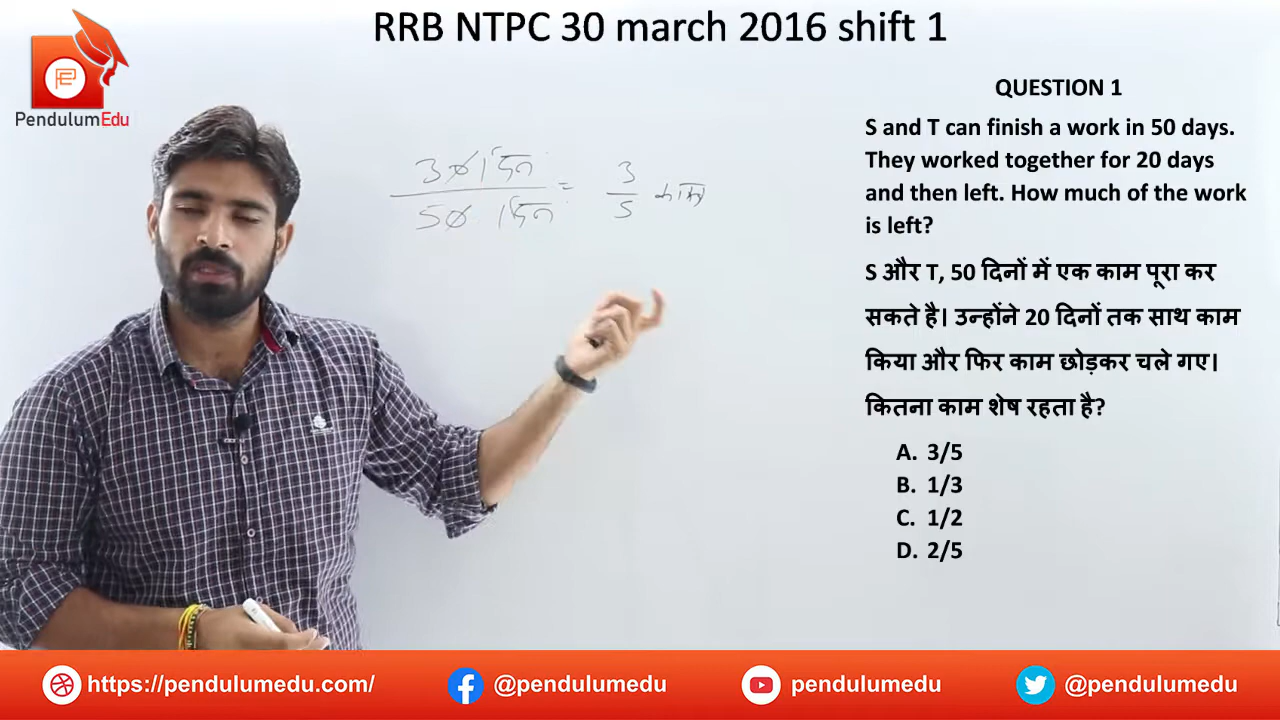 RRB NTPC 30 march 2016 shift 1
PendulumEdu
QUESTION 1
S and T can finish a work in 50 days.
They worked together for 20 days
and then left. How much of the work
is left?
S और T, 50 दिनों में एक काम पूरा कर
सकते है। उन्होंने 20 दिनों तक साथ काम
किया और फिर काम छोड़कर चले गए।
कितना काम शेष रहता है?
A. 3/5
B. 1/3
C. 1/2
D. 2/5
30 दिन
50 दिन
= 3/5 काम
https://pendulumedu.com/
@pendulumedu
pendulumedu
@pendulumedu